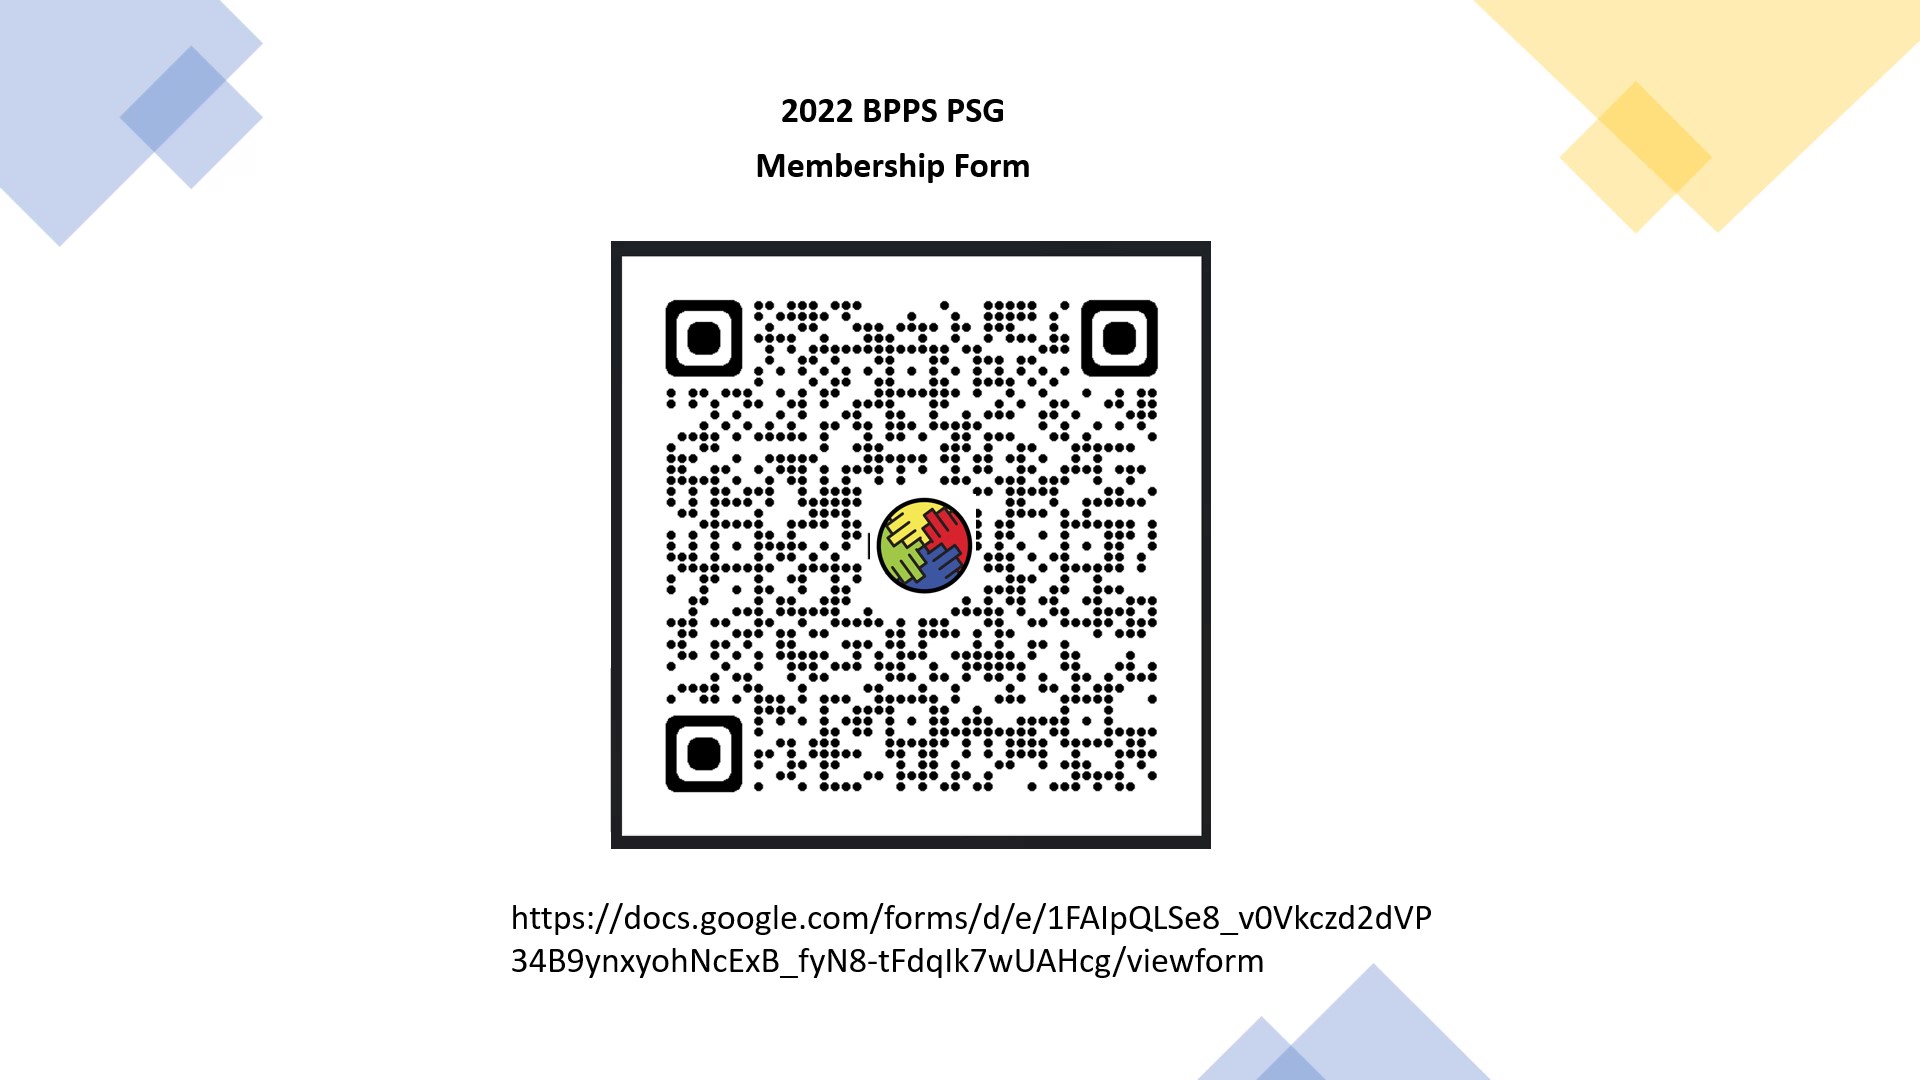 2022 BPPS PSG
Membership Form
https://docs.google.com/forms/d/e/1FAIpQLSe8_v0Vkczd2dVP
34B9ynxyohNcExB_fyN8-tFdqIk7wUAHcg/viewform